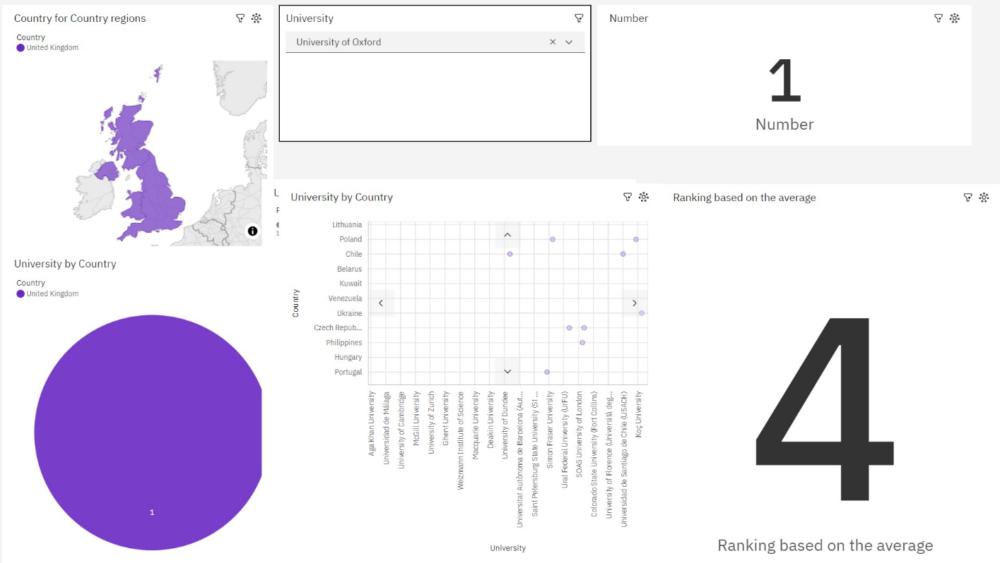 Country for Country regions
Country
United Kingdom
University by Country
Country
United Kingdom
1
University
University of Oxford
Number
1
Number
University by Country
Country
Lithuania
Poland
Chile
Belarus
Kuwait
Venezuela
Ukraine
Czech Repub...
Philippines
Hungary
Portugal
Aga Khan University
Universidad de Málaga
University of Cambridge
McGill University
University of Zurich
Ghent University
Weizmann Institute of Science
Macquarie University
Deakin University
University of Dundee
Universitat Autònoma de Barcelona (Aut...
Saint Petersburg State University (St ...
Simon Fraser University
Ural Federal University (UrFU)
SOAS University of London
Colorado State University (Fort Collins)
University of Florence (Università deg...
Universidad de Santiago de Chile (USACH)
Koç University
University
Ranking based on the average
4
Ranking based on the average